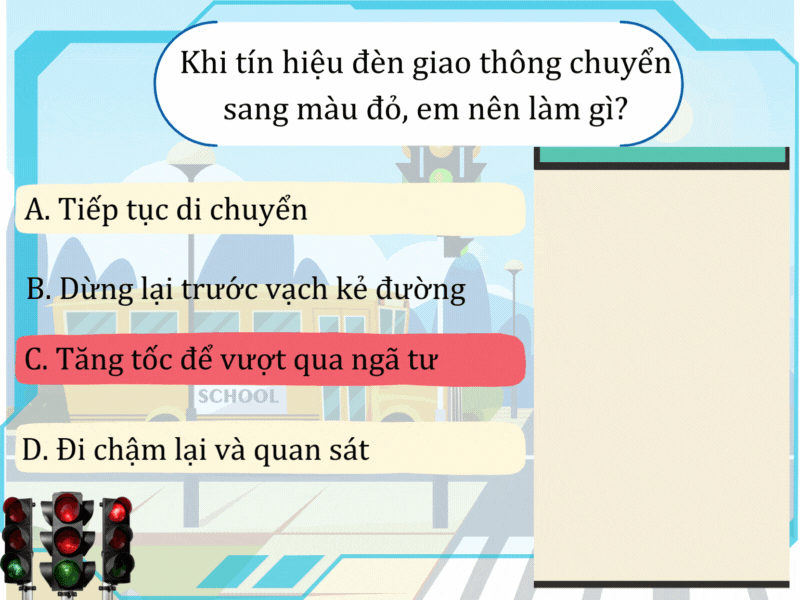 Khi tín hiệu đèn giao thông chuyển
sang màu đỏ, em nên làm gì?
A. Tiếp tục di chuyển
B. Dừng lại trước vạch kẻ đường
C. Tăng tốc để vượt qua ngã tư
SCHOOL
D. Đi chậm lại và quan sát